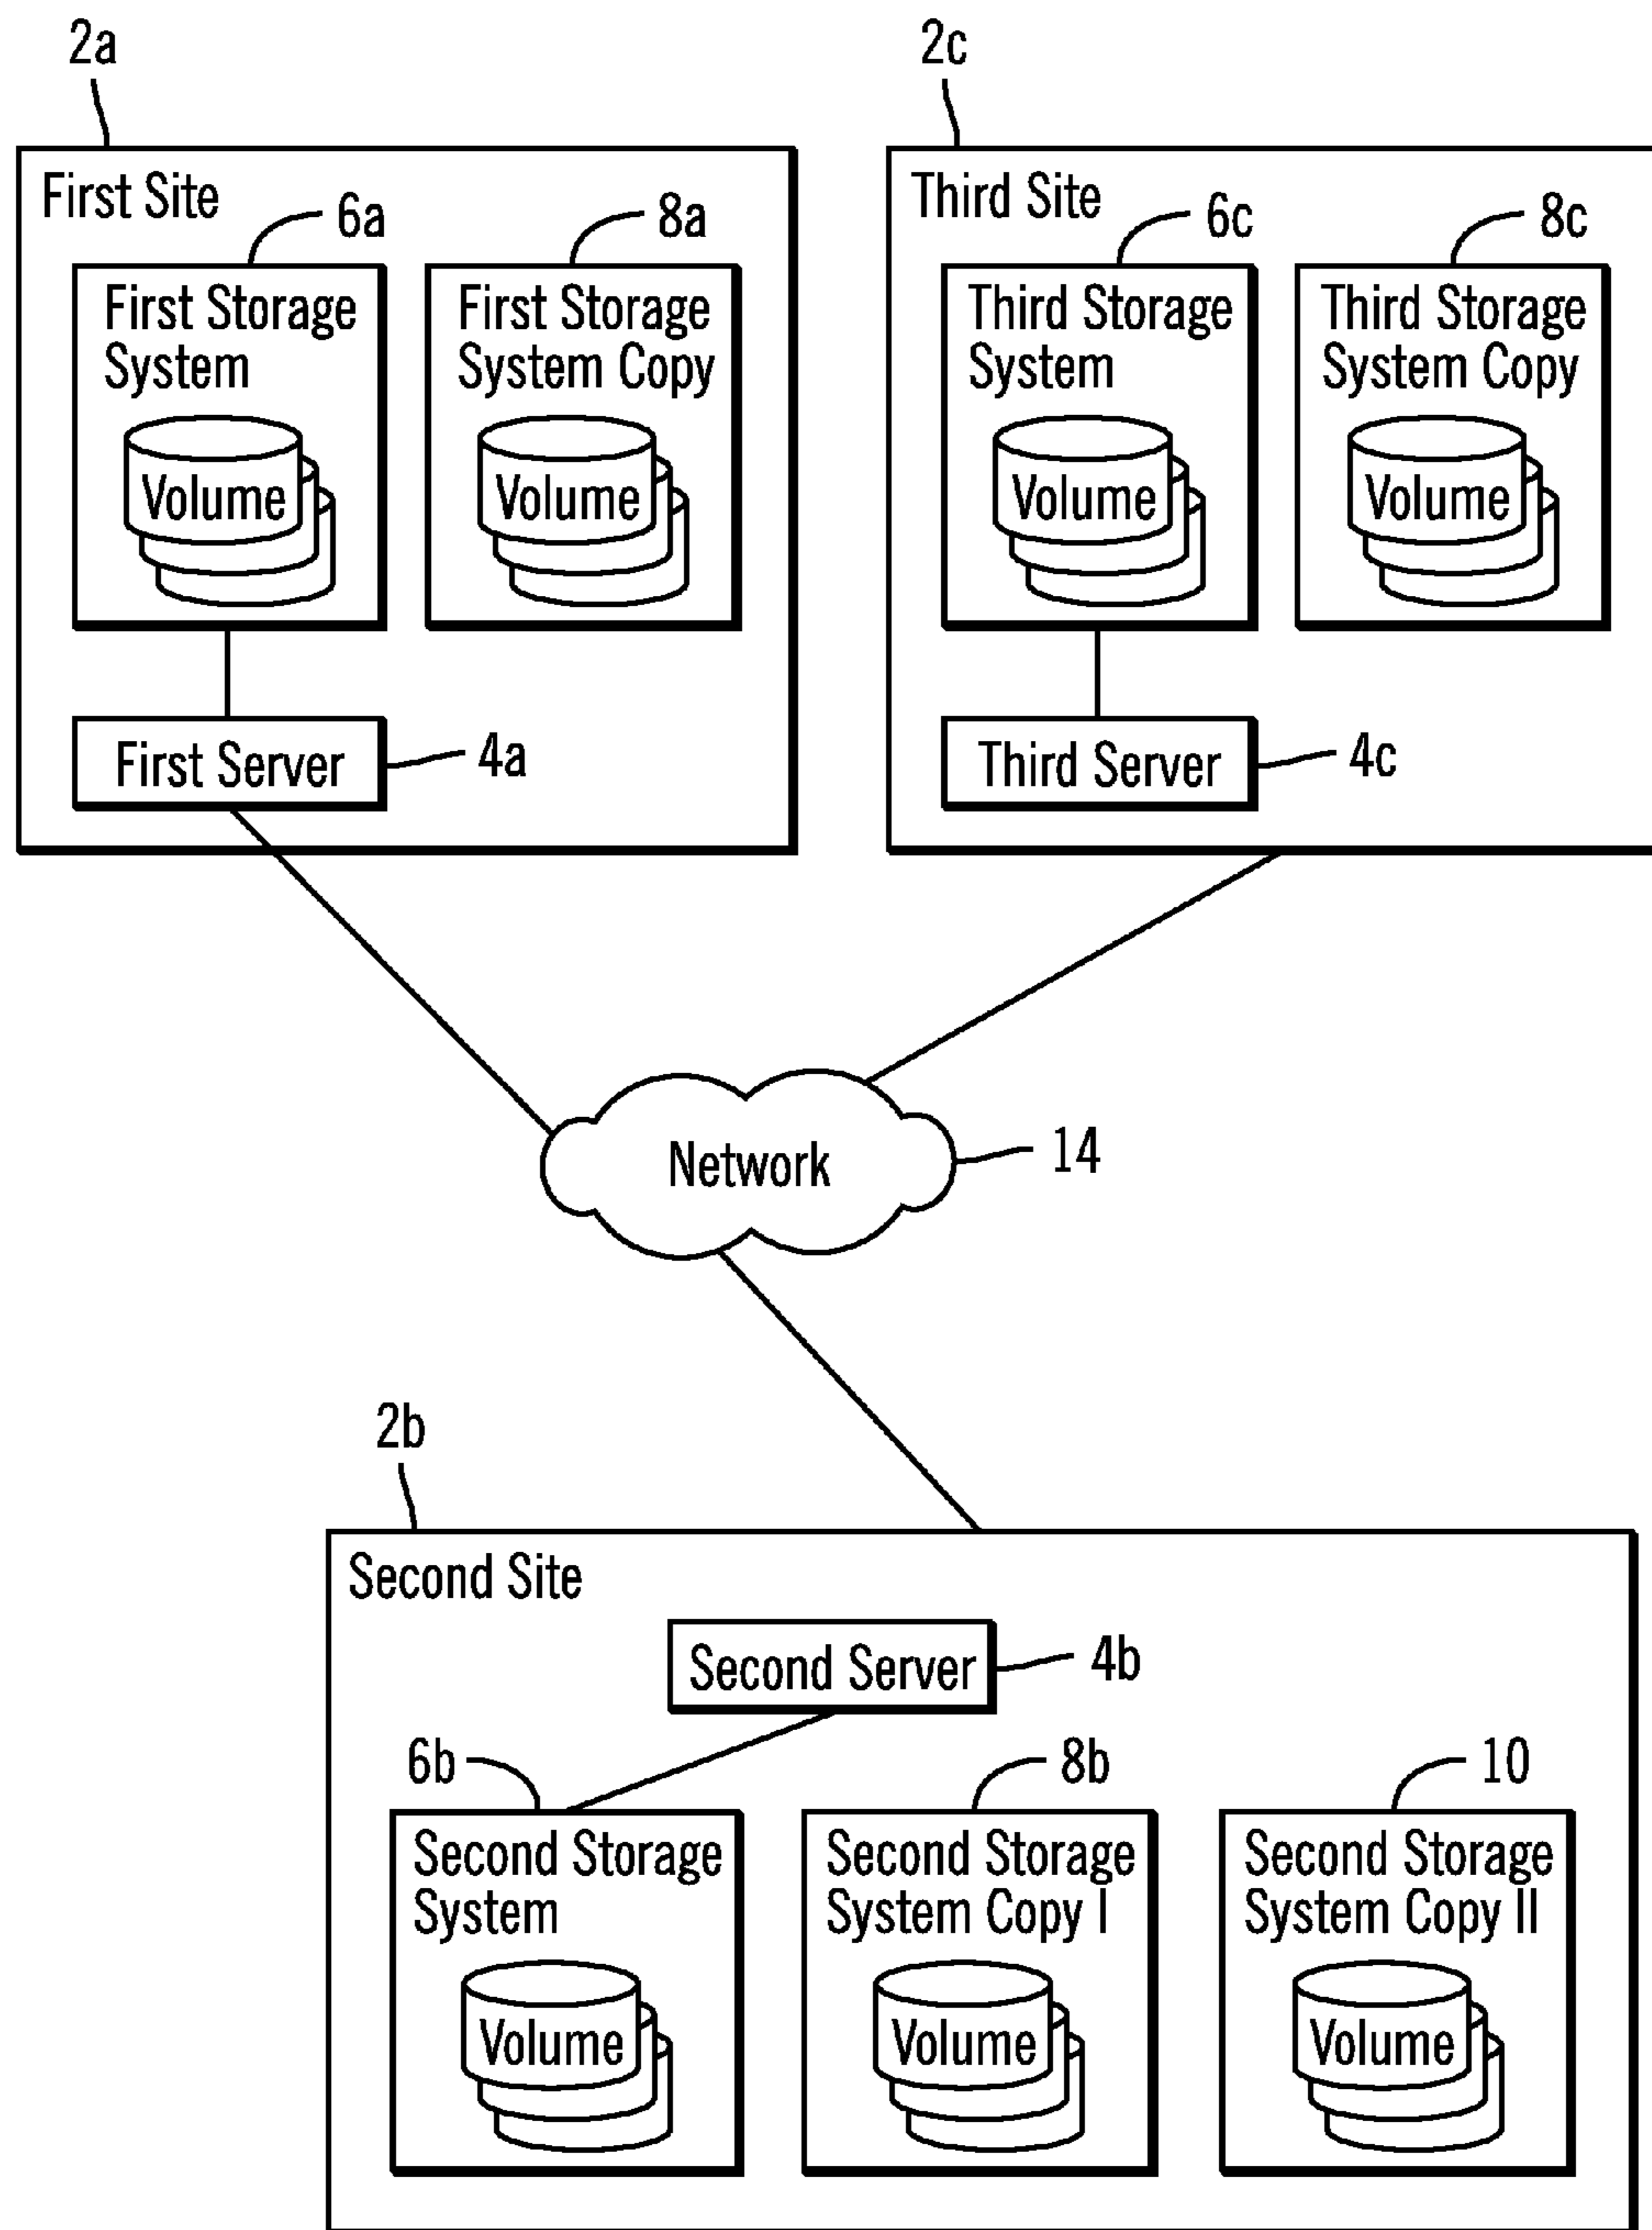 2a
2c
First Site
6a
8a
First Storage
System
Volume
First Storage
System Copy
Volume
First Server
4a
Third Site
6c
8c
Third Storage
System
Volume
Third Storage
System Copy
Volume
Third Server
4c
Network
14
2b
Second Site
Second Server
4b
6b
8b
10
Second Storage
System
Volume
Second Storage
System Copy I
Volume
Second Storage
System Copy II
Volume